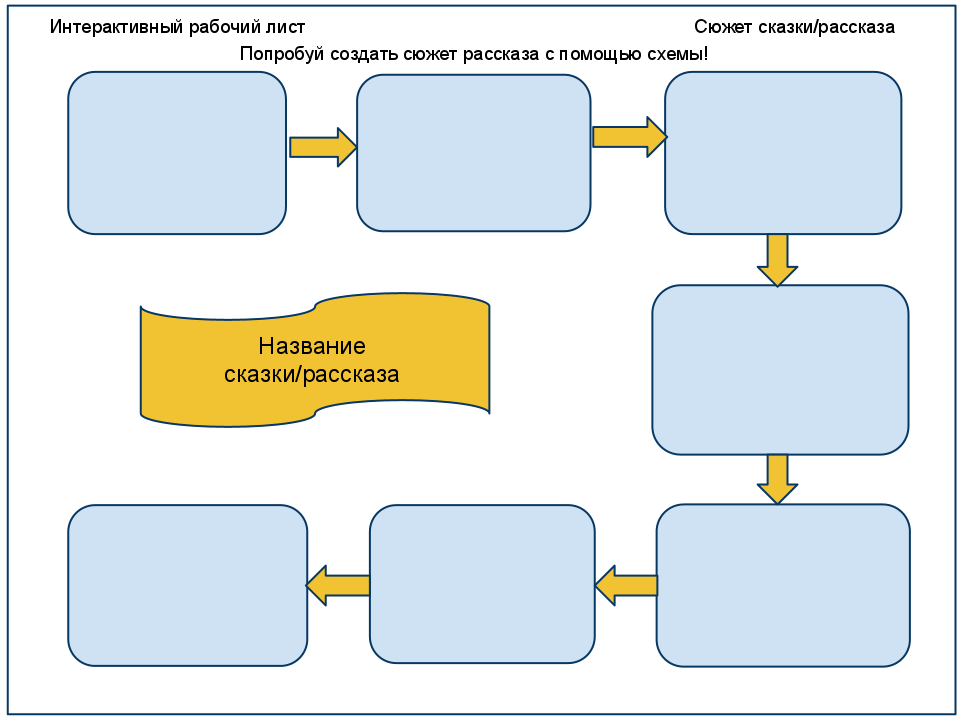 Интерактивный рабочий лист
Сюжет сказки/рассказа
Попробуй создать сюжет рассказа с помощью схемы!
Название
сказки/рассказа